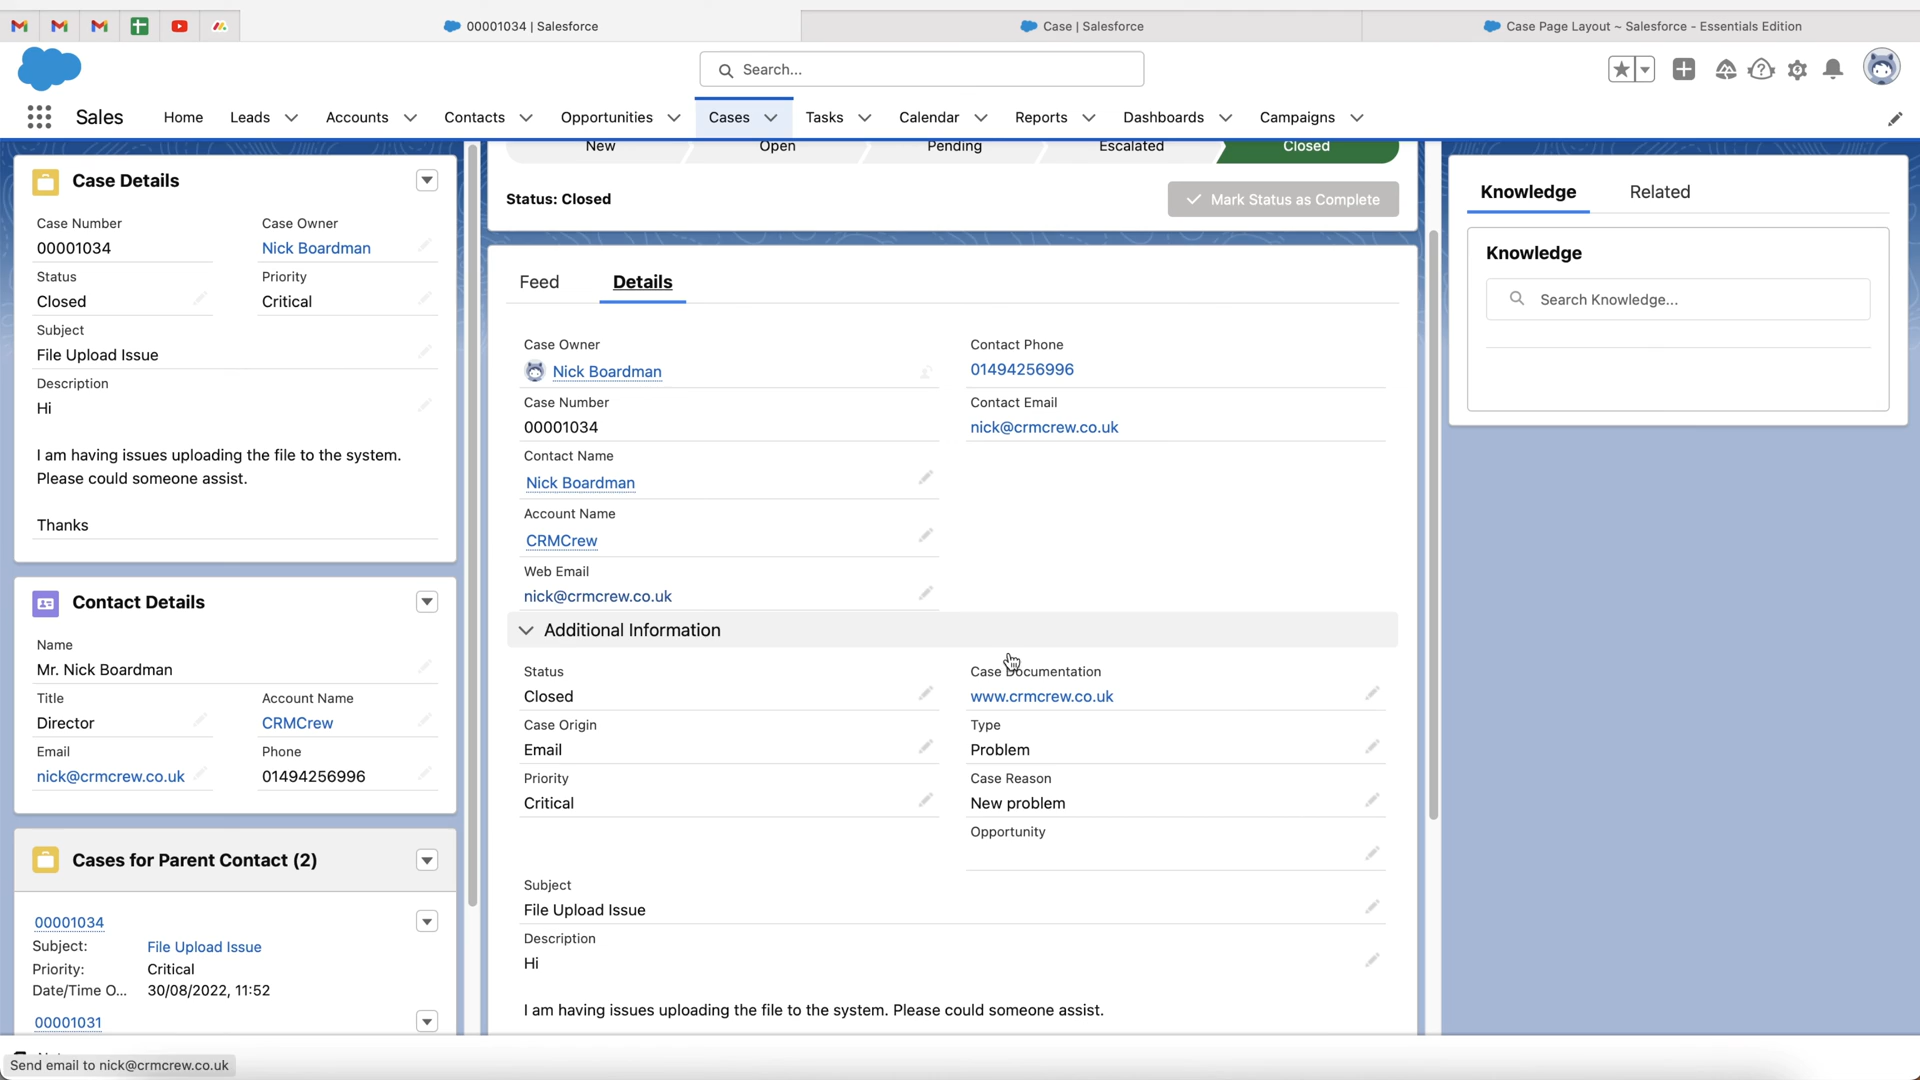 00001034 | Salesforce
Case | Salesforce
Case Page Layout ~ Salesforce - Essentials Edition
Search...
Sales
Home
Leads
Accounts
Contacts
Opportunities
Cases
Tasks
Calendar
Reports
Dashboards
Campaigns
Case Details
Case Number
Case Owner
00001034
Nick Boardman
Status
Priority
Closed
Critical
Subject
File Upload Issue
Description
Hi
I am having issues uploading the file to the system.
Please could someone assist.
Thanks
Contact Details
Name
Mr. Nick Boardman
Title
Account Name
Director
CRMCrew
Email
Phone
nick@crmcrew.co.uk
01494256996
Cases for Parent Contact (2)
00001034
Subject: File Upload Issue
Priority: Critical
Date/Time O... 30/08/2022, 11:52
00001031
Send email to nick@crmcrew.co.uk
New
Open
Pending
Escalated
Closed
Status: Closed
Mark Status as Complete
Feed
Details
Case Owner
Nick Boardman
Contact Phone
01494256996
Case Number
00001034
Contact Email
nick@crmcrew.co.uk
Contact Name
Nick Boardman
Account Name
CRMCrew
Web Email
nick@crmcrew.co.uk
Additional Information
Status
Closed
Case Documentation
www.crmcrew.co.uk
Case Origin
Email
Type
Problem
Priority
Critical
Case Reason
New problem
Opportunity
Subject
File Upload Issue
Description
Hi
I am having issues uploading the file to the system. Please could someone assist.
Knowledge
Related
Knowledge
Search Knowledge...